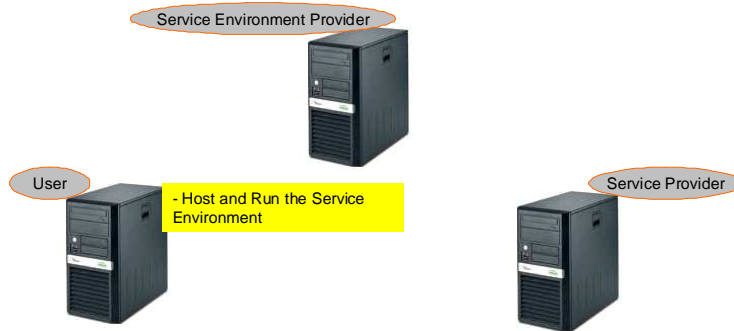 Service Environment Provider
User
- Host and Run the Service
Environment
Service Provider